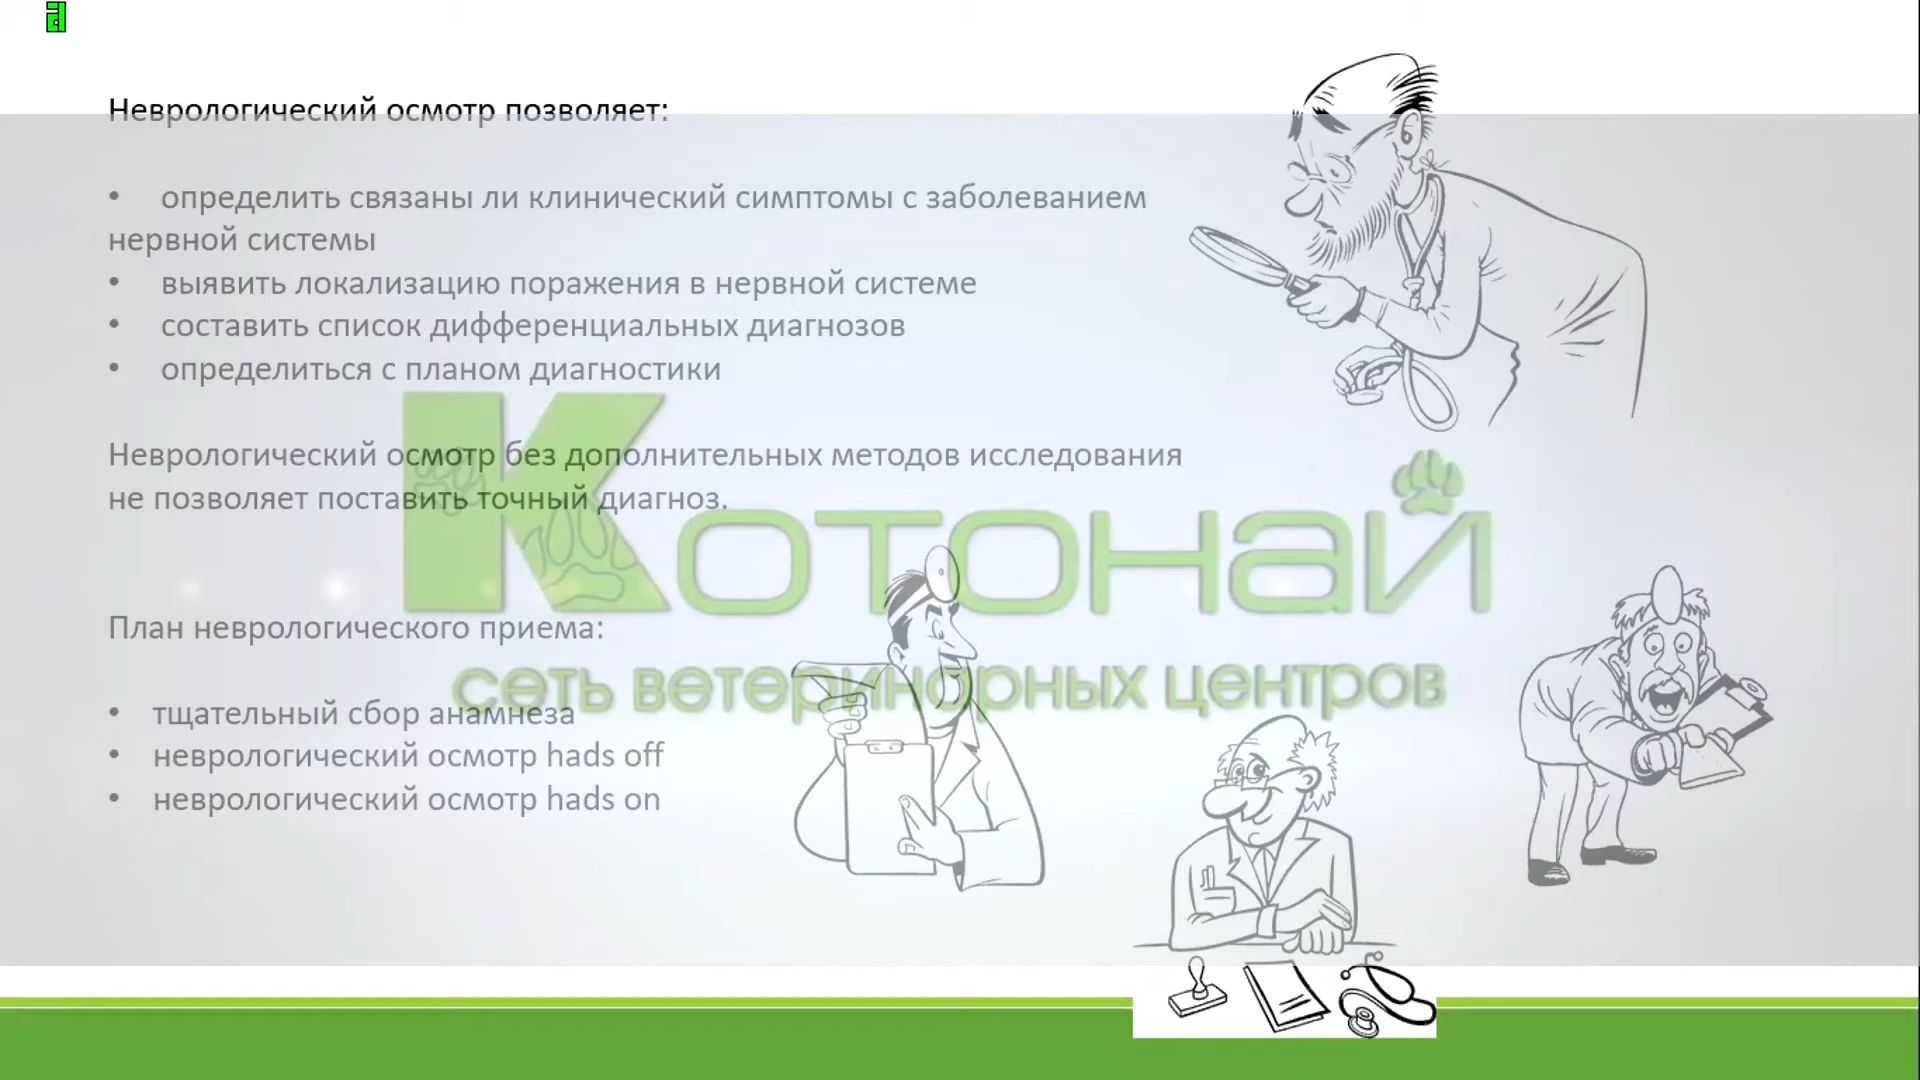 a
Неврологический осмотр позволяет:
• определить связаны ли клинический симптомы с заболеванием
нервной системы
• выявить локализацию поражения в нервной системе
• составить список дифференциальных диагнозов
• определиться с планом диагностики
Неврологический осмотр без дополнительных методов исследования
не позволяет поставить точный диагноз.
Котонай
сеть ветеринарных центров
План неврологического приема:
• тщательный сбор анамнеза
• неврологический осмотр hads off
• неврологический осмотр hads on